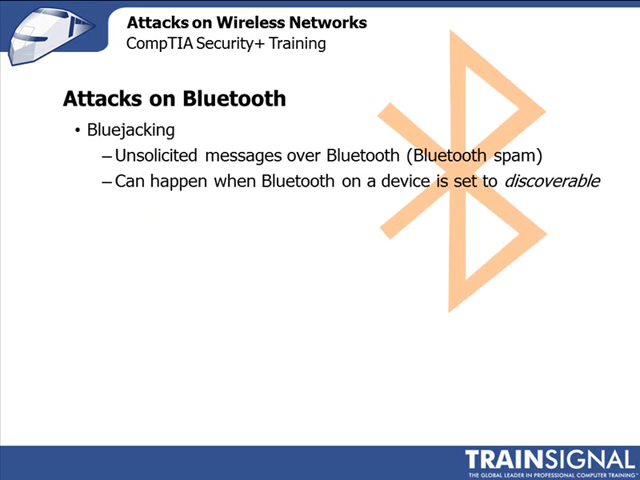 Attacks on Wireless Networks
CompTIA Security+ Training
Attacks on Bluetooth
• Bluejacking
– Unsolicited messages over Bluetooth (Bluetooth spam)
– Can happen when Bluetooth on a device is set to discoverable
TRAINSIGNAL
THE GLOBAL LEADER IN PROFESSIONAL COMPUTER TRAINING™